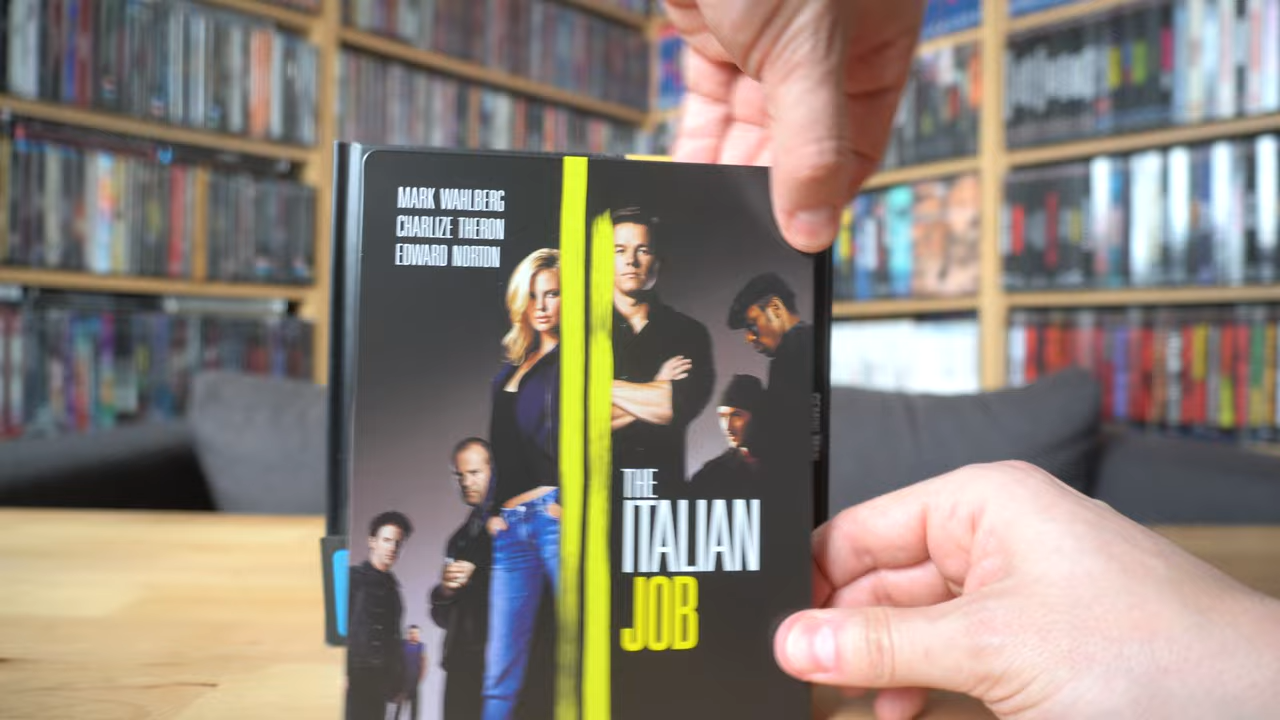 MARK WAHLBERG
CHARLIZE THERON
EDWARD NORTON
THE
ITALIAN
JOB